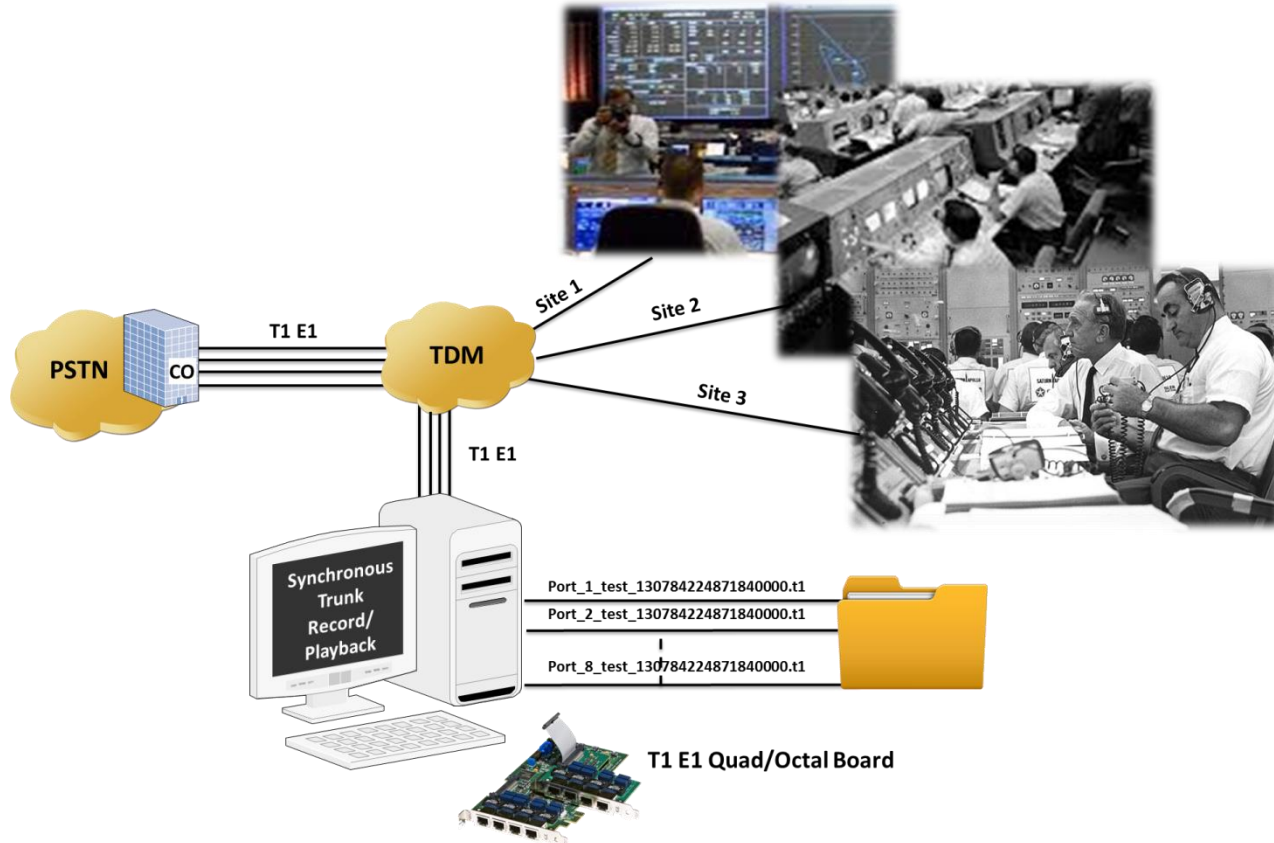 Site 1
Site 2
Site 3
T1 E1
PSTN
CO
TDM
T1 E1
Synchronous
Trunk
Record/
Playback
Port_1_test_130784224871840000.t1
Port_2_test_130784224871840000.t1
Port_8_test_130784224871840000.t1
T1 E1 Quad/Octal Board